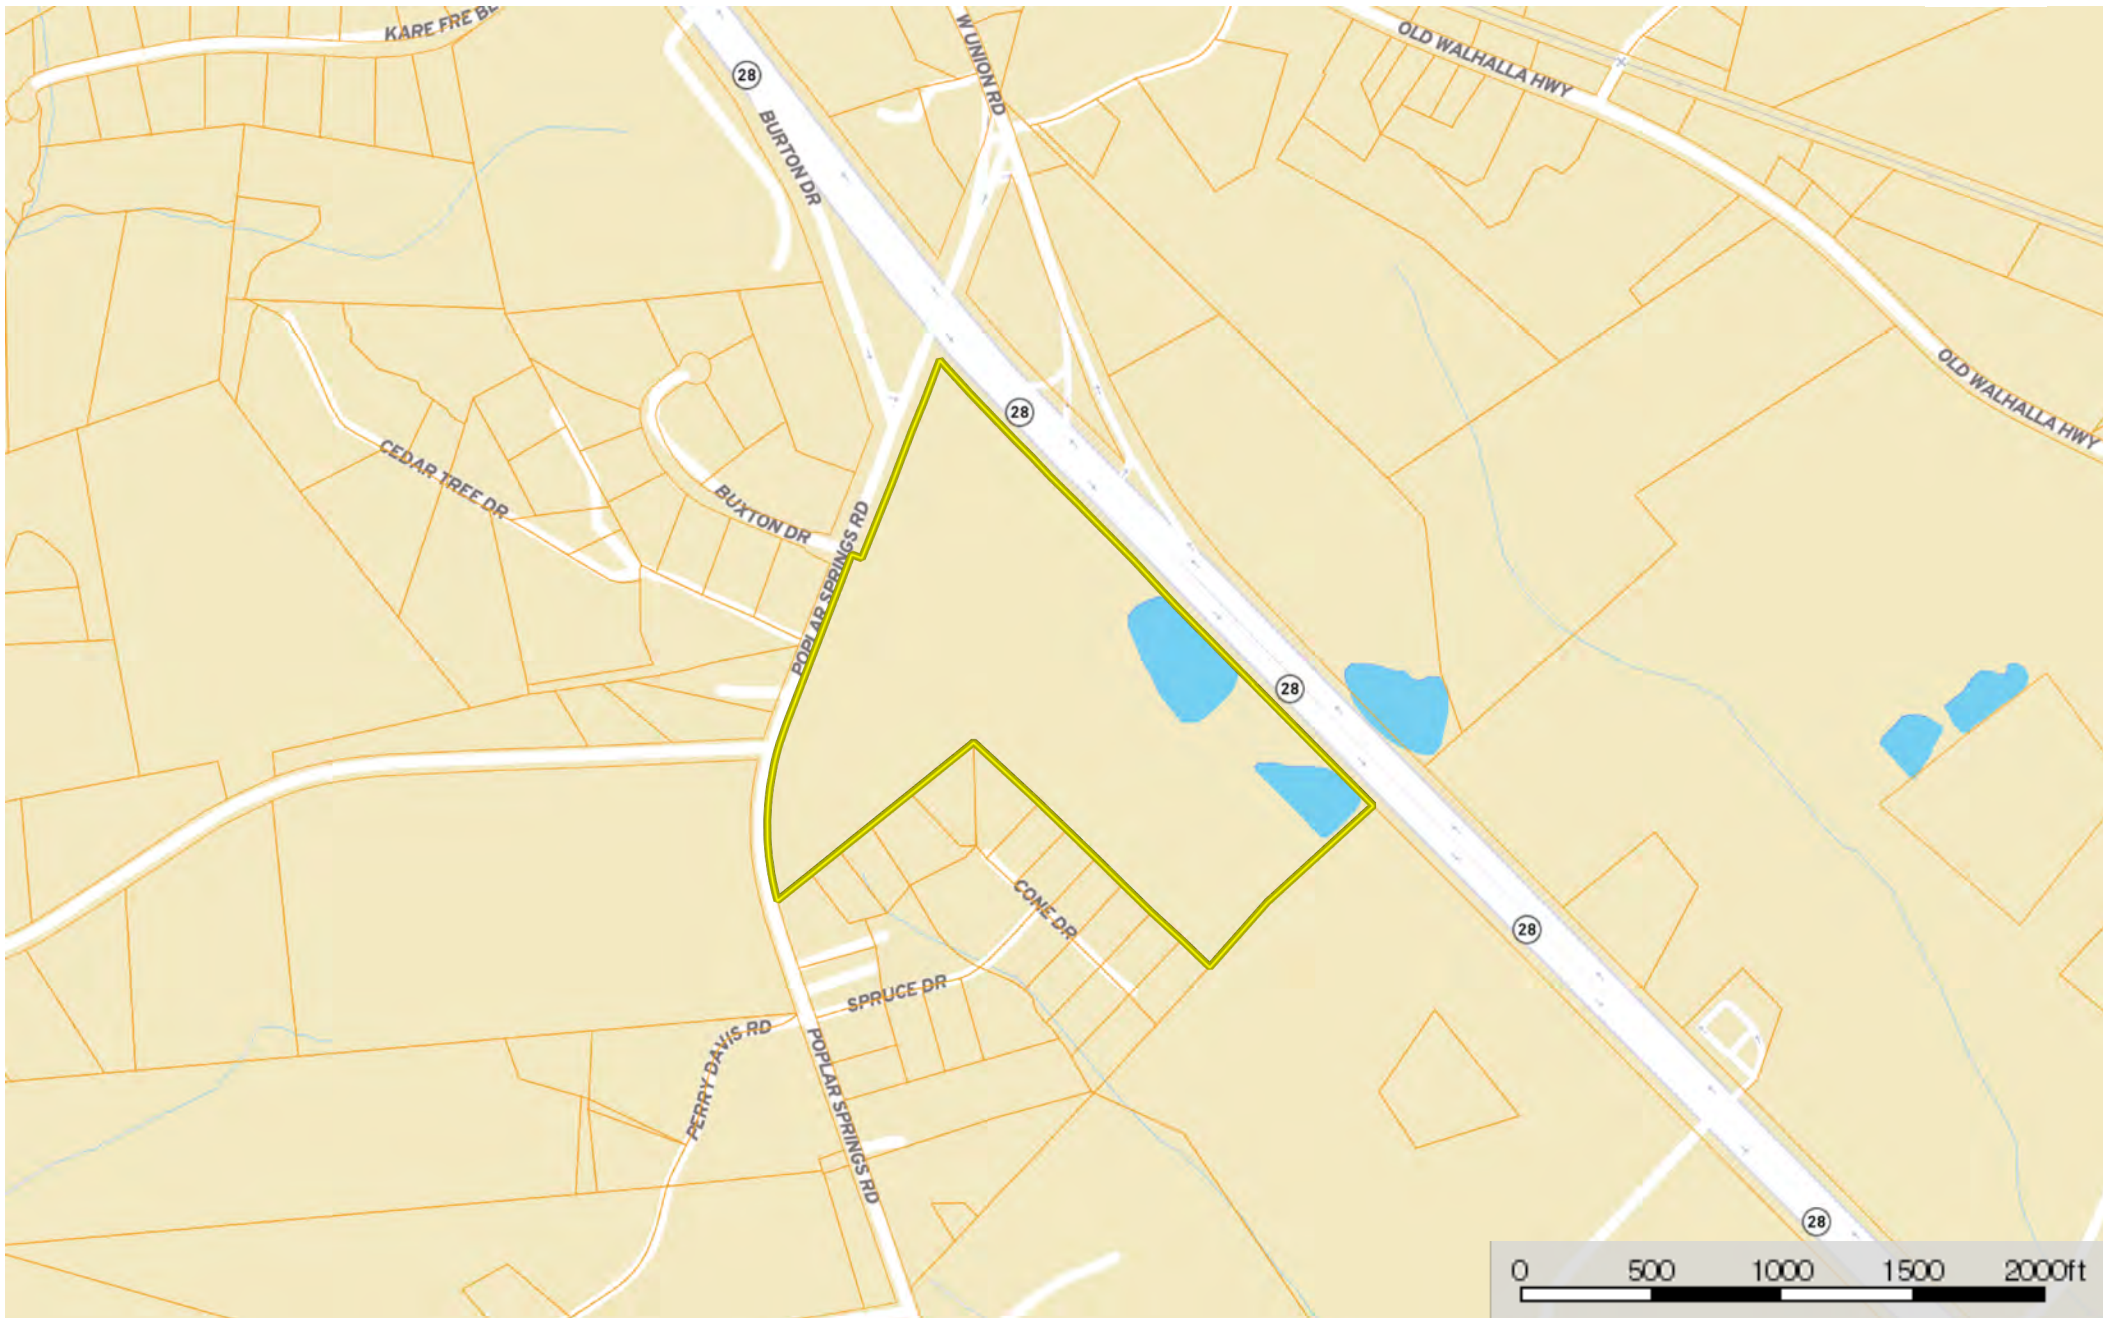 KARE FRE BL
28
BURTON DR
W UNION RD
OLD WALHALLA HWY
OLD WALHALLA HWY
28
CEDAR TREE DR
BUXTON DR
POPLAR SPRINGS RD
28
CONE DR
28
SPRUCE DR
PERRY DAVIS RD
POPLAR SPRINGS RD
28
0 500 1000 1500 2000ft